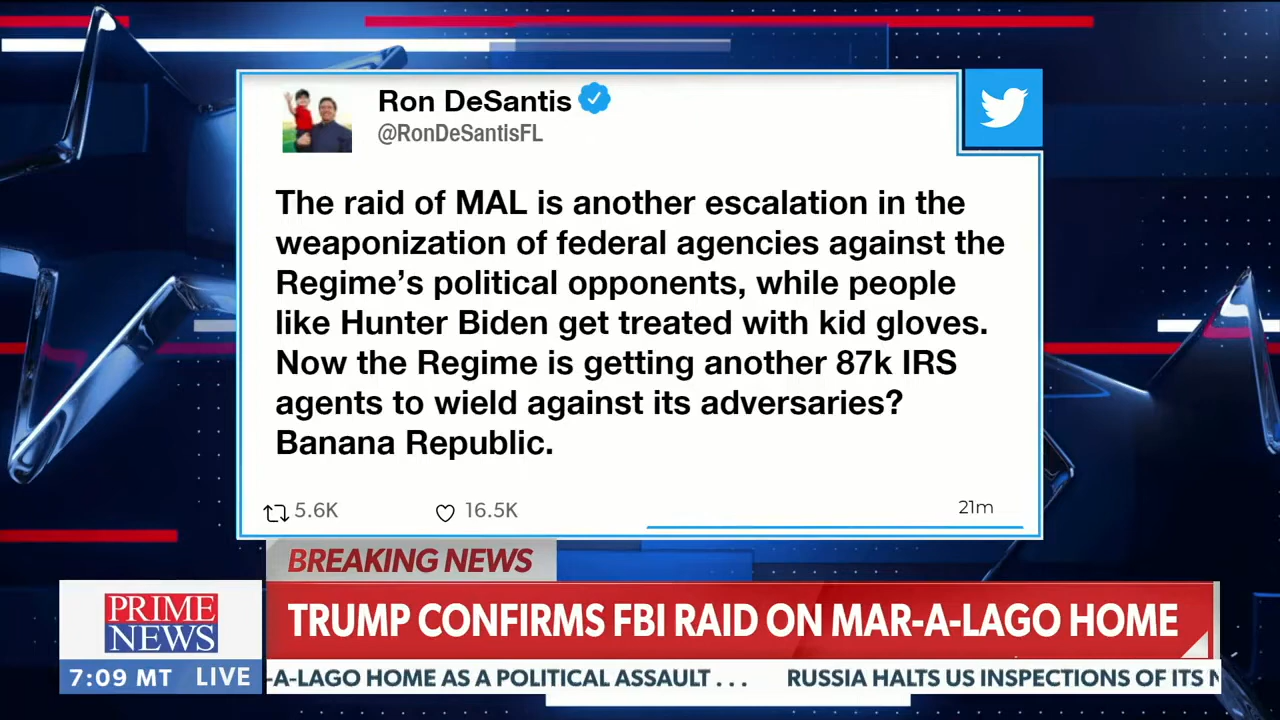 Ron DeSantis
@RonDeSantisFL
The raid of MAL is another escalation in the
weaponization of federal agencies against the
Regime’s political opponents, while people
like Hunter Biden get treated with kid gloves.
Now the Regime is getting another 87k IRS
agents to wield against its adversaries?
Banana Republic.
5.6K 16.5K 21m
BREAKING NEWS
TRUMP CONFIRMS FBI RAID ON MAR-A-LAGO HOME
PRIME
NEWS
7:09 MT LIVE
-A-LAGO HOME AS A POLITICAL ASSAULT . . . RUSSIA HALTS US INSPECTIONS OF ITS